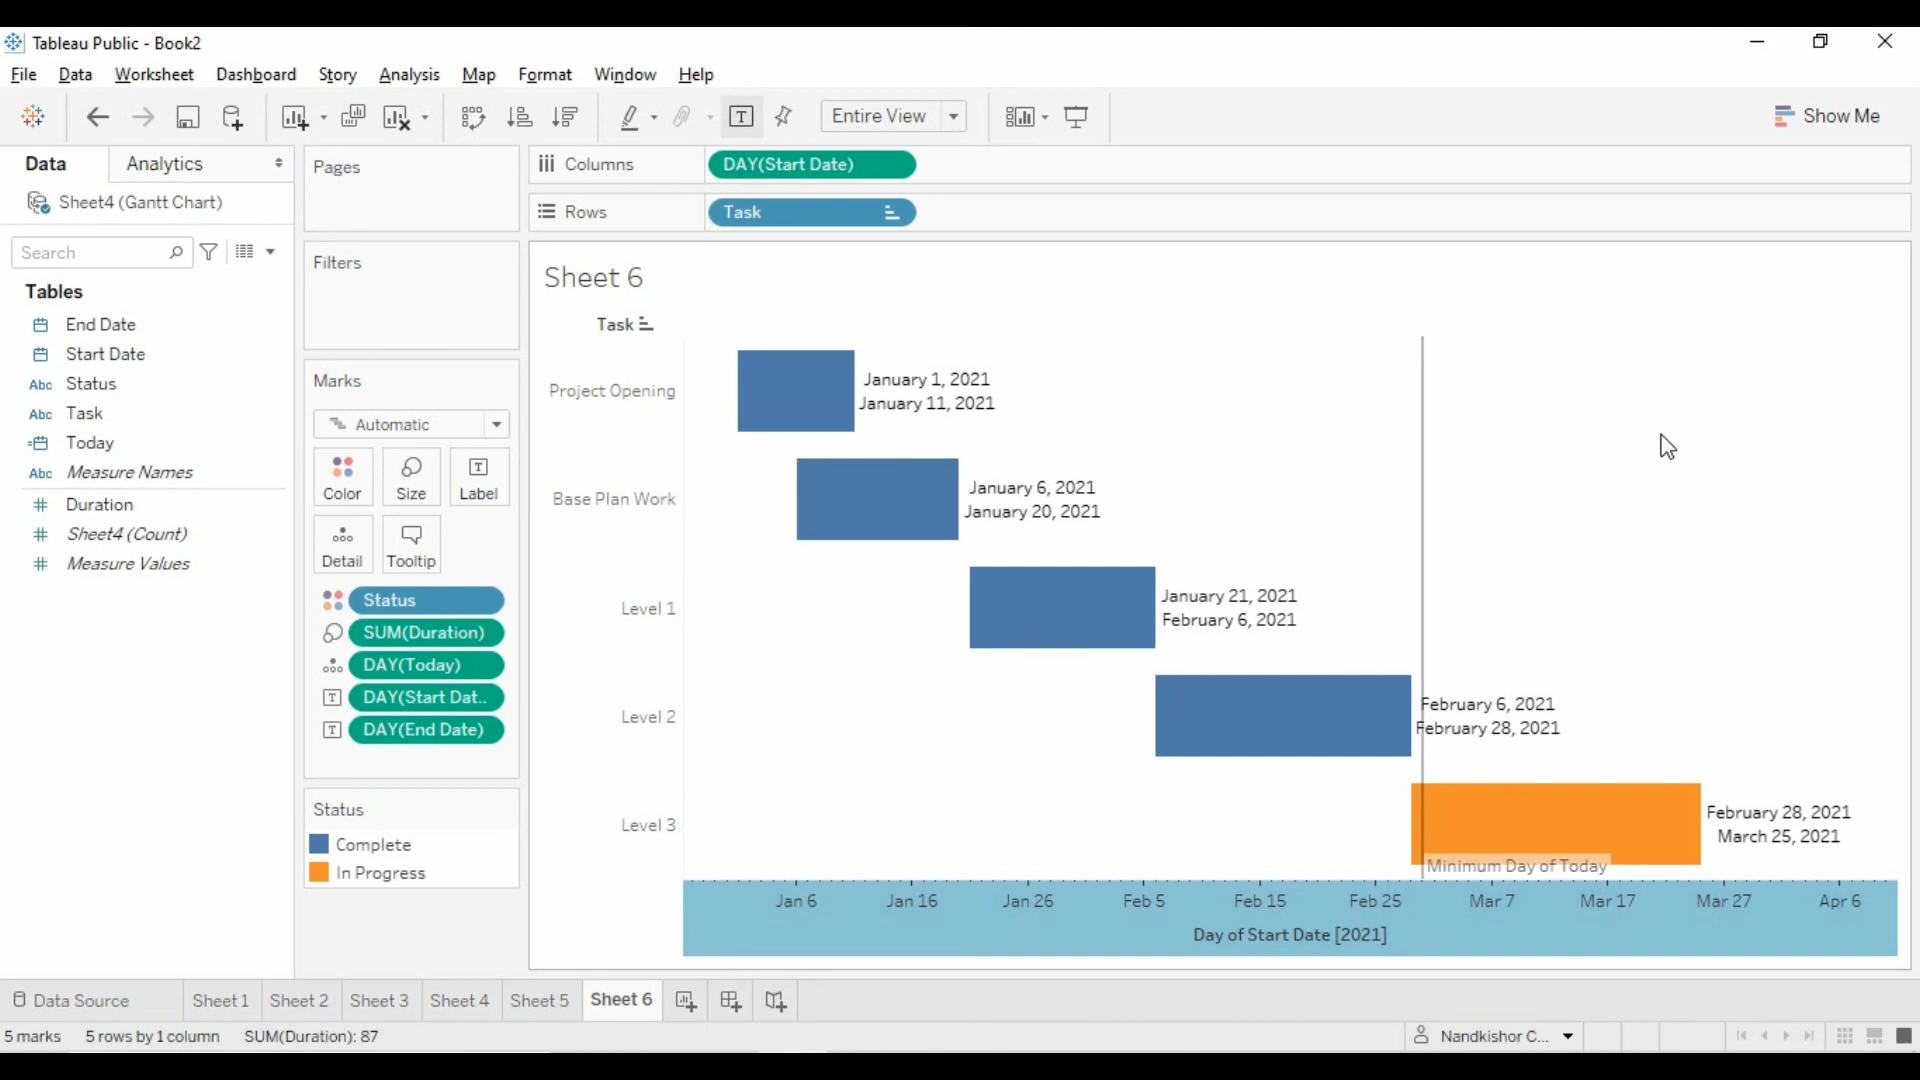 Tableau Public - Book2
File Data Worksheet Dashboard Story Analysis Map Format Window Help
Entire View
Show Me
Data Analytics
Sheet4 (Gantt Chart)
Search
Tables
End Date
Start Date
Abc Status
Abc Task
Today
Abc Measure Names
# Duration
# Sheet4 (Count)
# Measure Values
Pages
Filters
Marks
Automatic
Color Size Label
Detail Tooltip
Status
SUM(Duration)
DAY(Today)
DAY(Start Dat..
DAY(End Date)
Status
Complete
In Progress
Columns DAY(Start Date)
Rows Task
Sheet 6
Task
Project Opening
January 1, 2021
January 11, 2021
Base Plan Work
January 6, 2021
January 20, 2021
Level 1
January 21, 2021
February 6, 2021
Level 2
February 6, 2021
February 28, 2021
Level 3
February 28, 2021
March 25, 2021
Minimum Day of Today
Jan 6 Jan 16 Jan 26 Feb 5 Feb 15 Feb 25 Mar 7 Mar 17 Mar 27 Apr 6
Day of Start Date [2021]
Data Source Sheet 1 Sheet 2 Sheet 3 Sheet 4 Sheet 5 Sheet 6
5 marks 5 rows by 1 column SUM(Duration): 87 Nandkishor C...